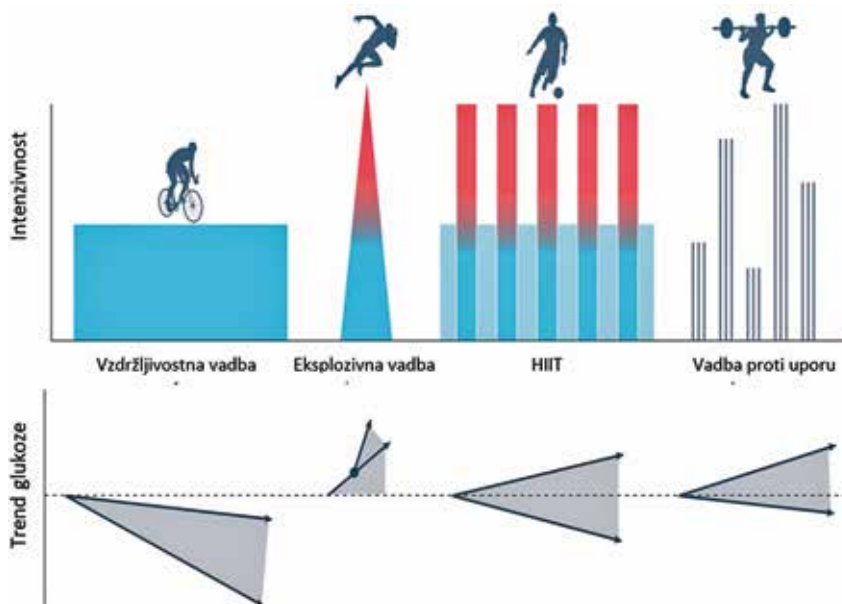 Intenzivnost
Vzdržljivostna vadba
Eksplozivna vadba
HIIT
Vadba proti uporu
Trend glukoze